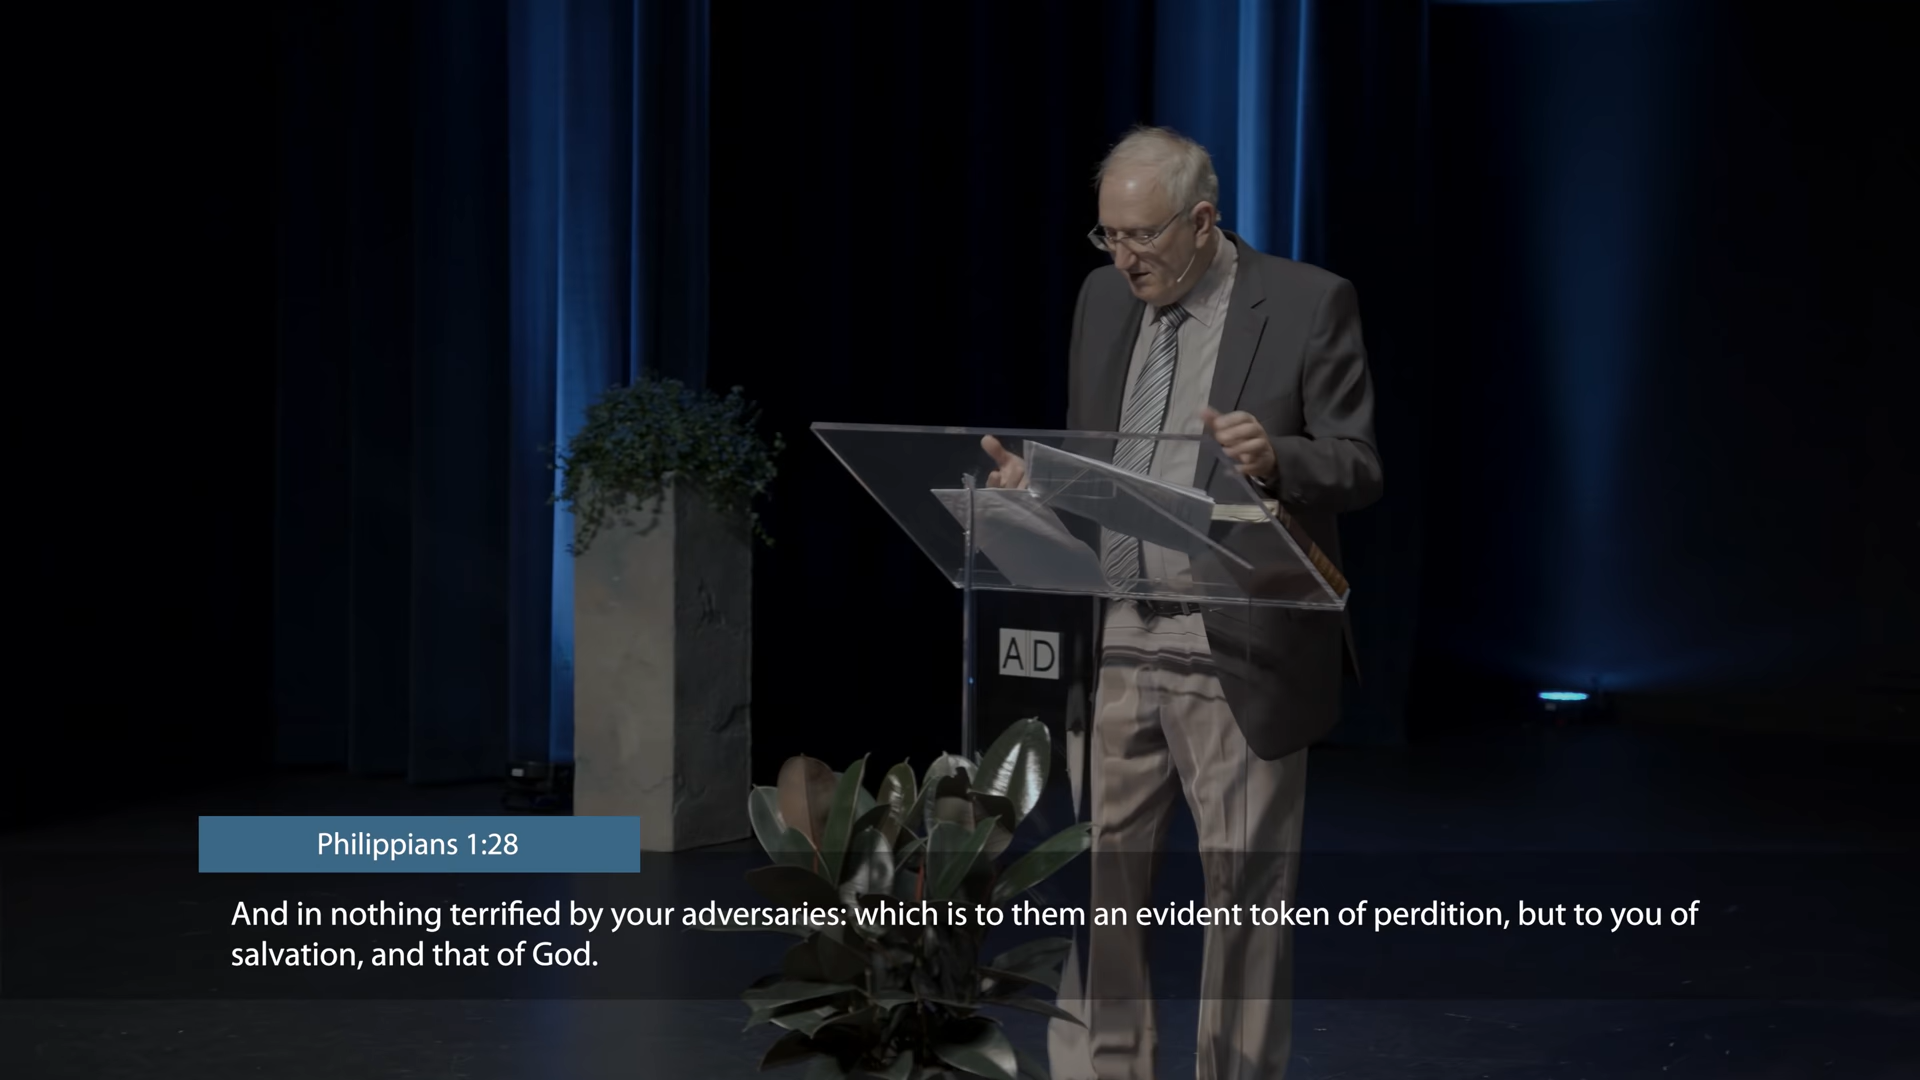 AD
Philippians 1:28
And in nothing terrified by your adversaries: which is to them an evident token of perdition, but to you of
salvation, and that of God.